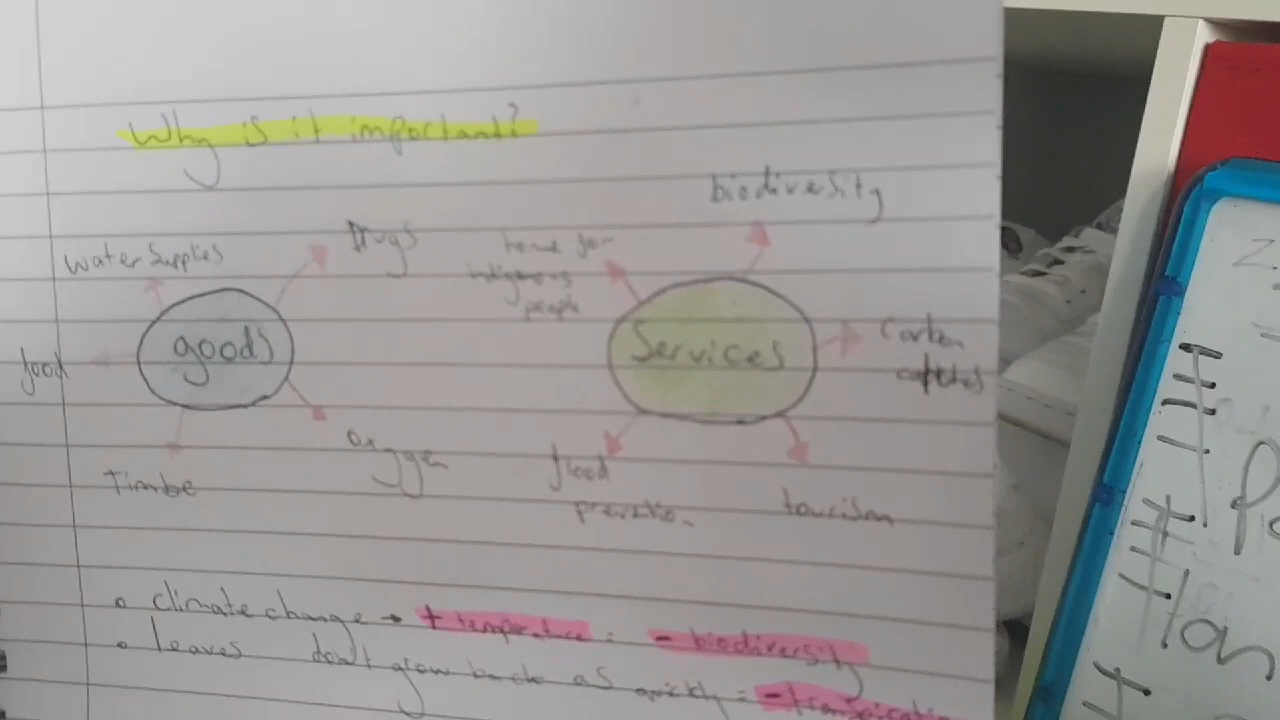 Why is it important?
biodiversity
Drugs
Water Supplies
home for
indigenous
people
goods
Services
Carbon
food
oxygen
flood
Timbe
tourism
• climate change → + temperature = - biodiversity
• leaves don't grow back as quickly = - transpiration